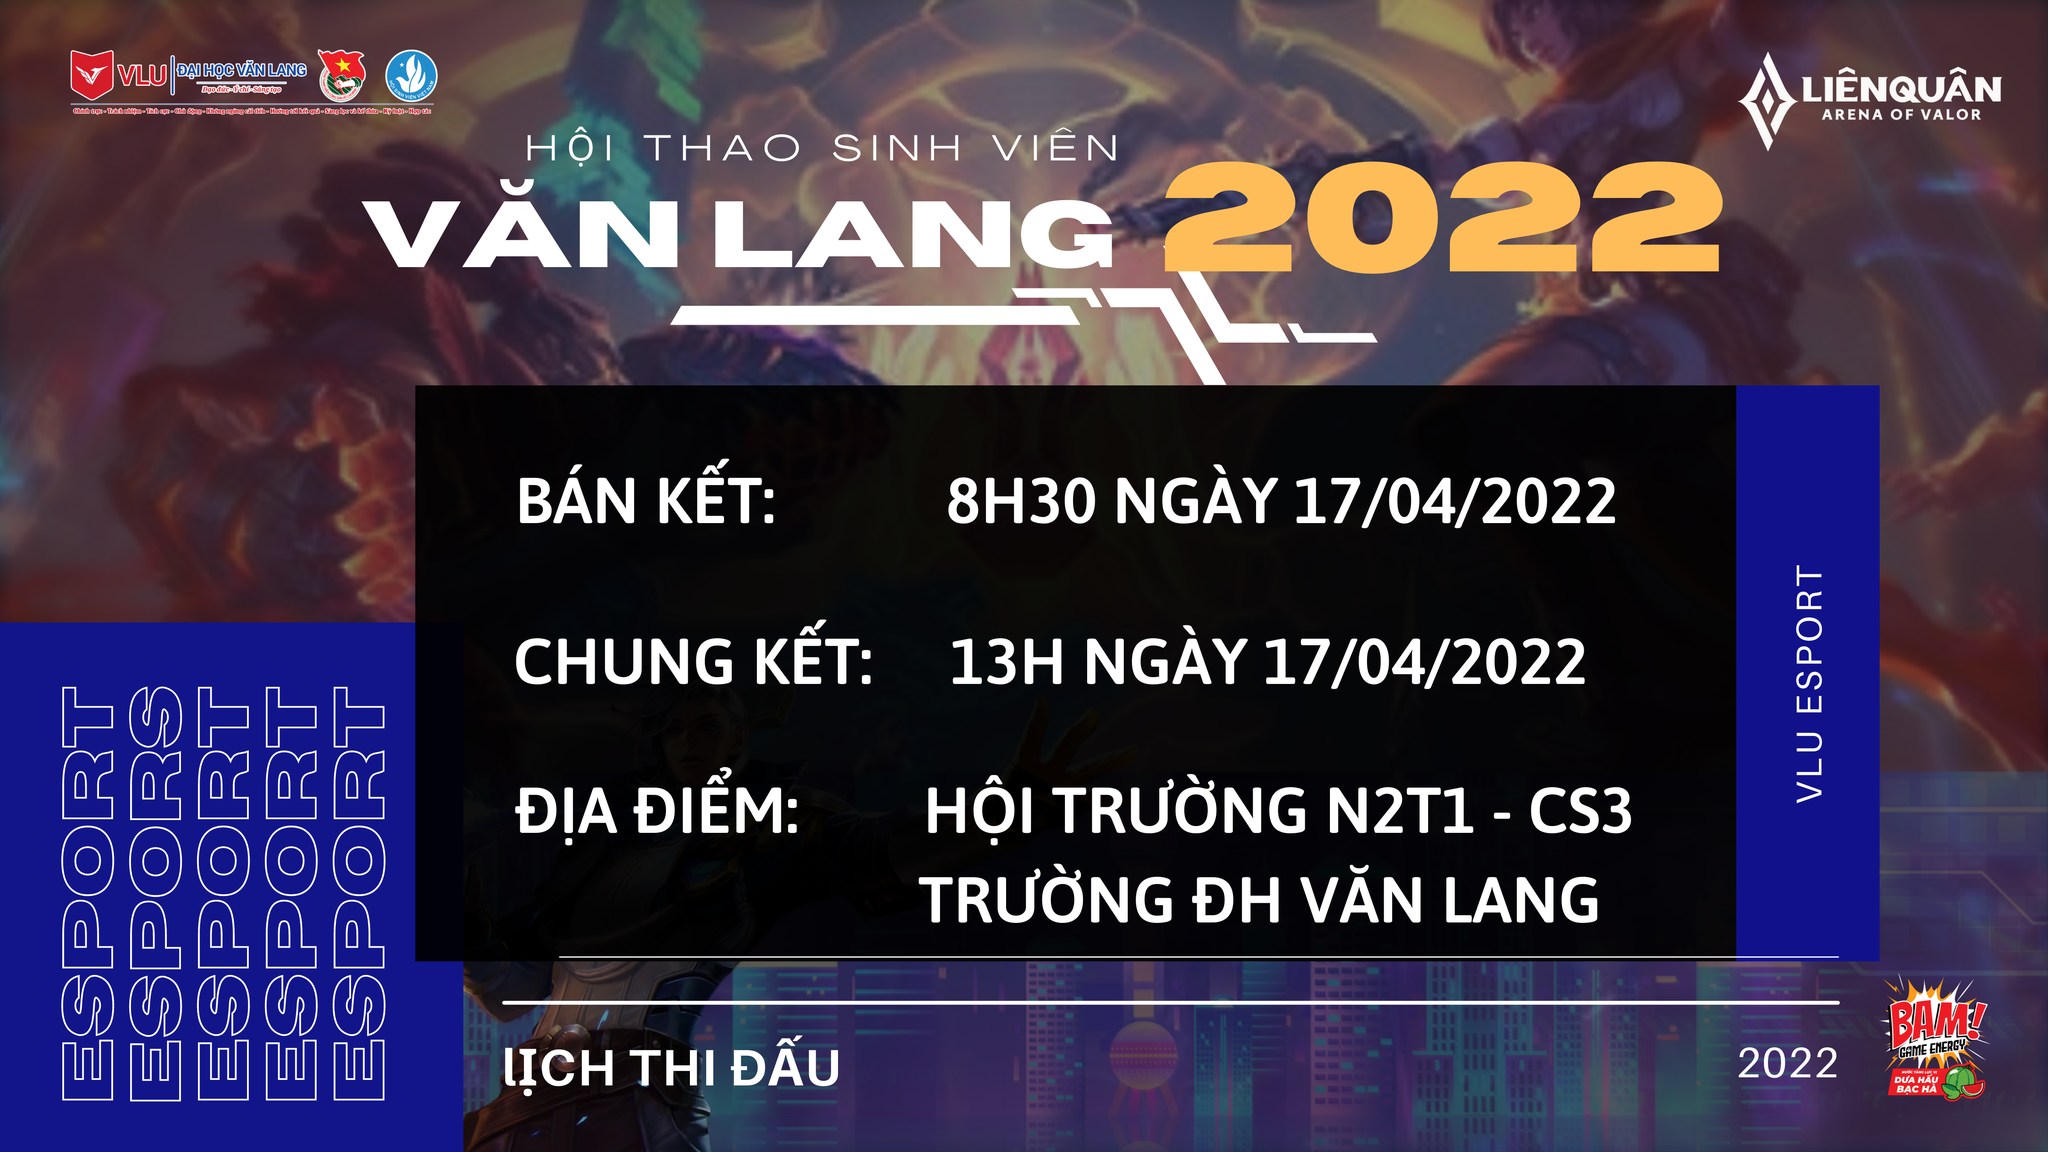 VLU ĐẠI HỌC VĂN LANG
Đạo đức - Ý chí - Sáng tạo
LIÊNQUÂN
ARENA OF VALOR
HỘI THAO SINH VIÊN
VĂN LANG 2022
BÁN KẾT: 8H30 NGÀY 17/04/2022
CHUNG KẾT: 13H NGÀY 17/04/2022
ĐỊA ĐIỂM: HỘI TRƯỜNG N2T1 - CS3
TRƯỜNG ĐH VĂN LANG
VLU ESPORT
ESPORT
ESPORS
ESPORT
ESPORT
ESPORT
lỊCH THI ĐẤU
2022
BAM!
GAME ENERGY
DƯA HẤU
BẠC HÀ